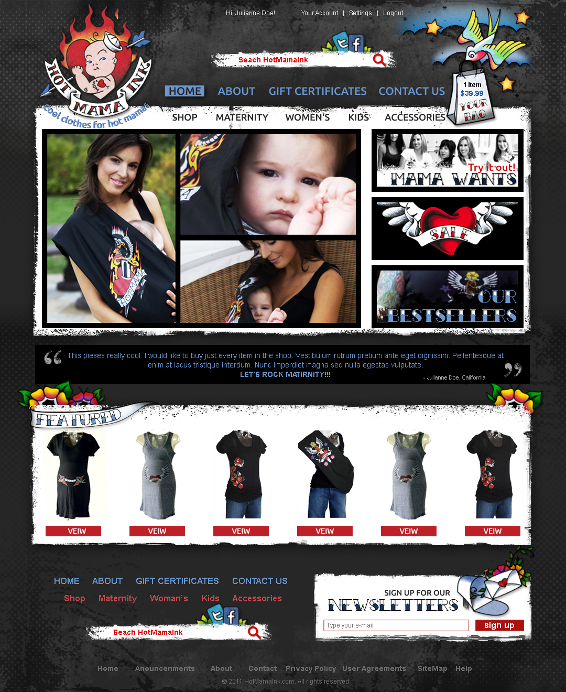 Hi, Julianne Doe! Your Account | Settings | Logout
Seach HotMamaInk
1 item
$39.99
YOUR
BAG
HOT MAMA INK
cool clothes for hot mamas
HOME ABOUT GIFT CERTIFICATES CONTACT US
SHOP MATERNITY WOMEN'S KIDS ACCESSORIES
Try it out!
MAMA WANTS
SALE
OUR
BESTSELLERS
This pieses really cool. I would like to buy just every item in the shop. Vestibulum rutrum pretium ante eget dignissim. Pellentesque at
enim at lacus tristique interdum. Nunc imperdiet magna sed nulla egestas vulputate.
LET'S ROCK MATIRNITY!!!
- Julianne Doe, California
FEATURED
VEIW VEIW VEIW VEIW VEIW VEIW
HOME ABOUT GIFT CERTIFICATES CONTACT US
Shop Maternity Woman's Kids Accessories
Seach HotMamaInk
SIGN UP FOR OUR
NEWSLETTERS
Type your e-mail
sign up
Home Anouncenments About Contact Privacy Policy User Agreements SiteMap Help
HotMamaInk.com. All rights reserved.